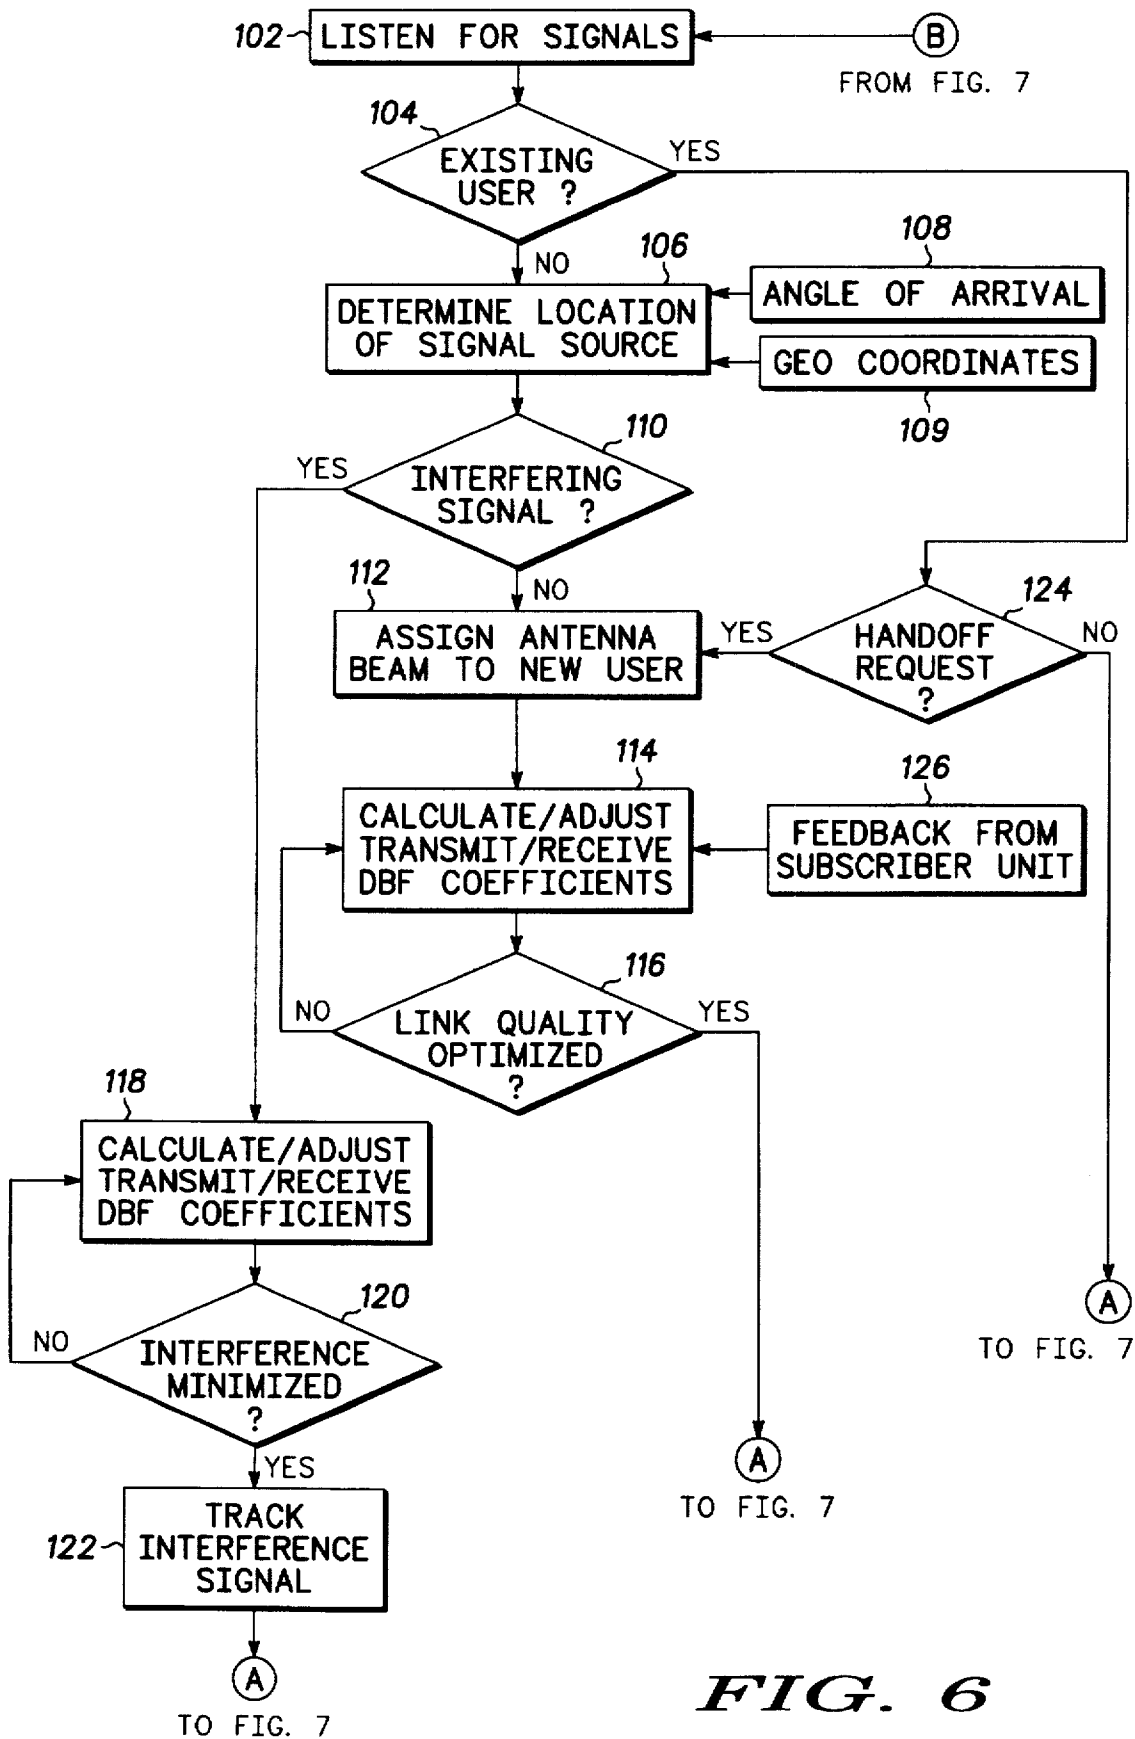 102
LISTEN FOR SIGNALS
B
FROM FIG. 7
104
EXISTING
USER ?
YES
NO
106
DETERMINE LOCATION
OF SIGNAL SOURCE
108
ANGLE OF ARRIVAL
GEO COORDINATES
109
110
INTERFERING
SIGNAL ?
YES
NO
112
ASSIGN ANTENNA
BEAM TO NEW USER
YES
124
HANDOFF
REQUEST
?
NO
114
CALCULATE/ADJUST
TRANSMIT/RECEIVE
DBF COEFFICIENTS
126
FEEDBACK FROM
SUBSCRIBER UNIT
116
LINK QUALITY
OPTIMIZED
?
NO
YES
118
CALCULATE/ADJUST
TRANSMIT/RECEIVE
DBF COEFFICIENTS
120
INTERFERENCE
MINIMIZED
?
NO
YES
A
TO FIG. 7
A
TO FIG. 7
122
TRACK
INTERFERENCE
SIGNAL
A
TO FIG. 7
FIG. 6